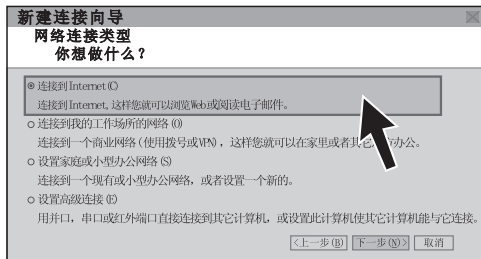 新建连接向导
网络连接类型
你想做什么？
连接到Internet(C)
连接到Internet, 这样您就可以浏览Web或阅读电子邮件。
连接到我的工作场所的网络(O)
连接到一个商业网络(使用拨号或VPN)，这样您就可以在家里或者其它办公。
设置家庭或小型办公网络(S)
连接到一个现有或小型办公网络，或者设置一个新的。
设置高级连接(E)
用并口，串口或红外端口直接连接到其它计算机，或设置此计算机使其它计算机能与它连接。
<上一步(B) 下一步(N)> 取消